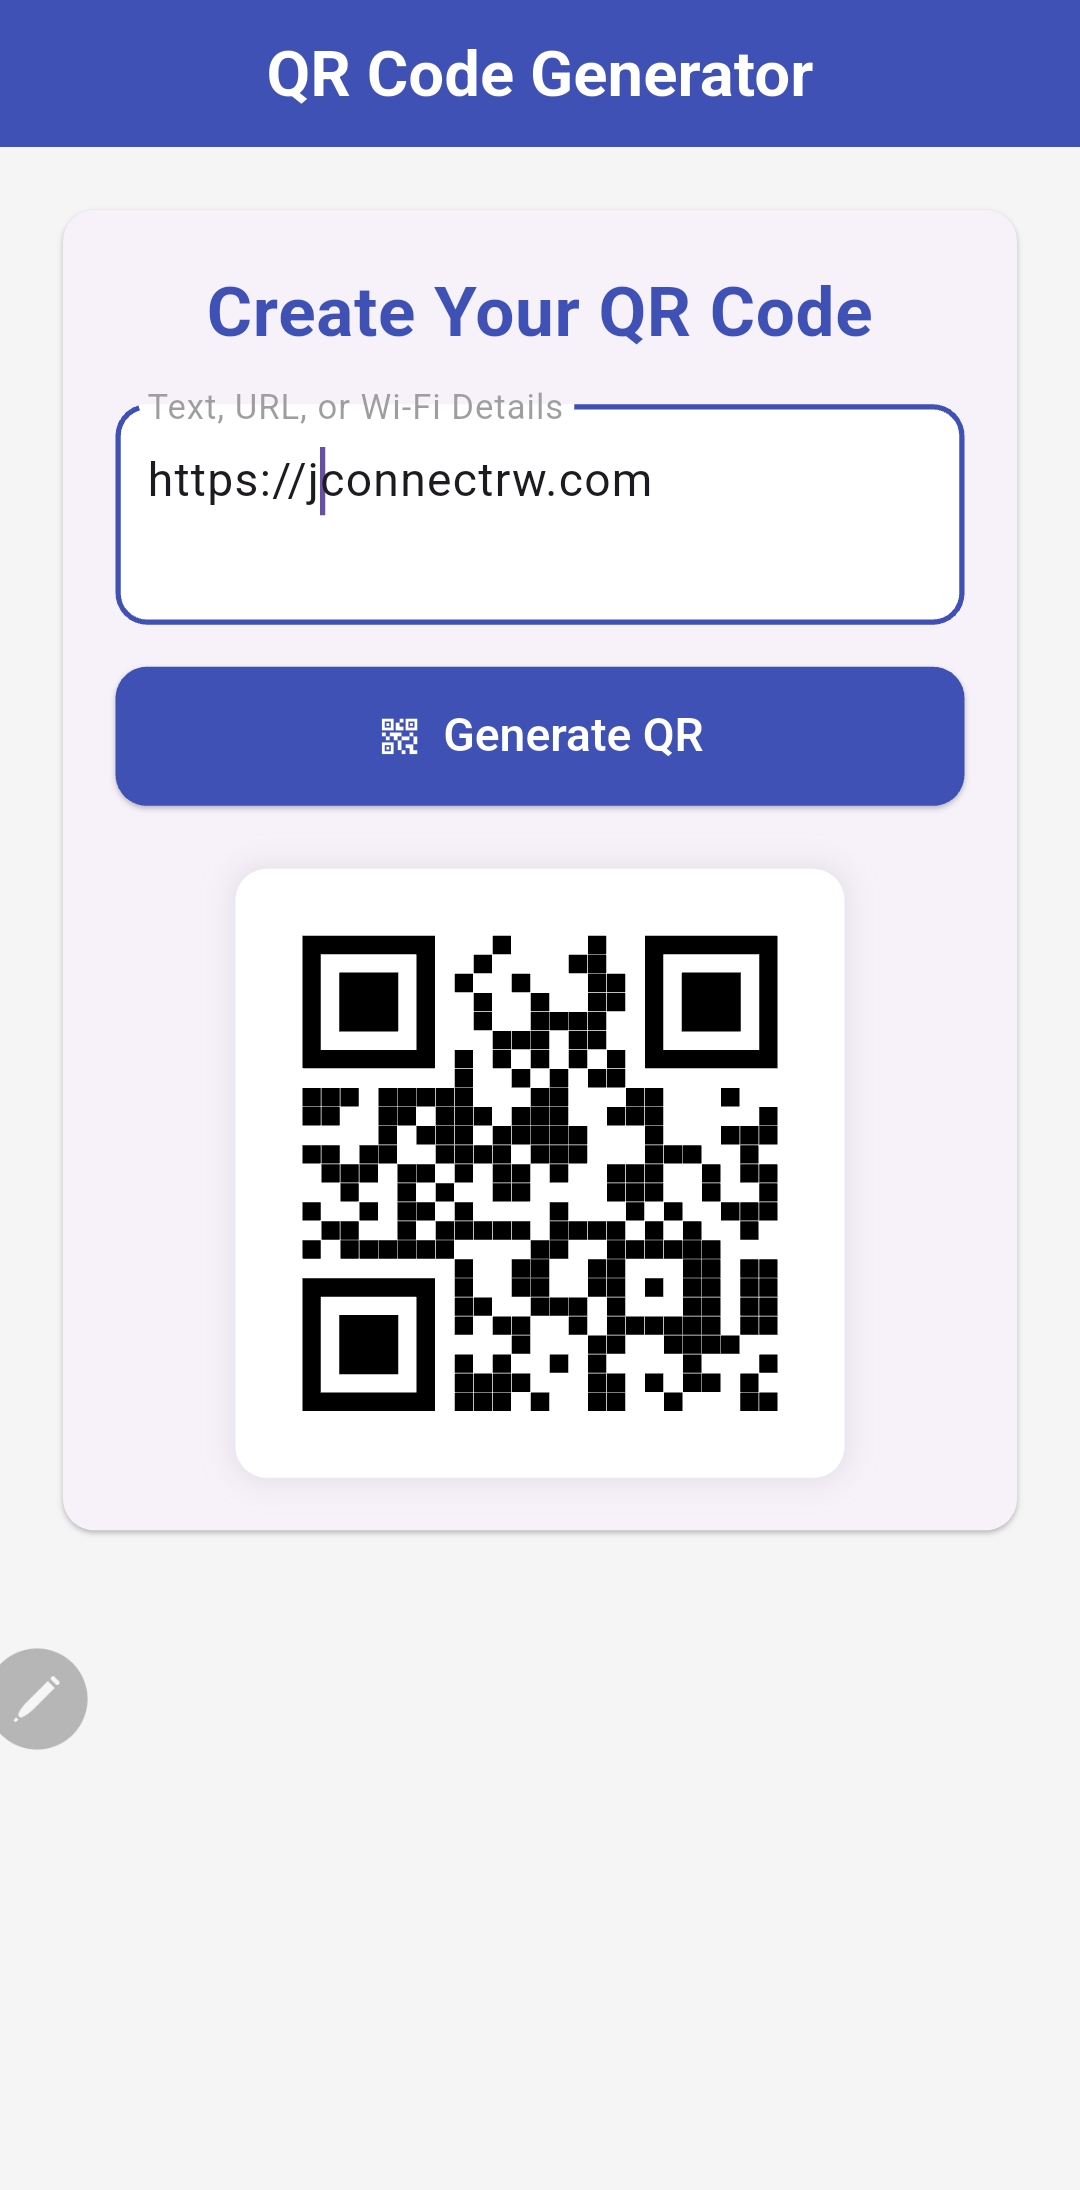 QR Code Generator
Create Your QR Code
Text, URL, or Wi-Fi Details
https://jconnectrw.com
Generate QR